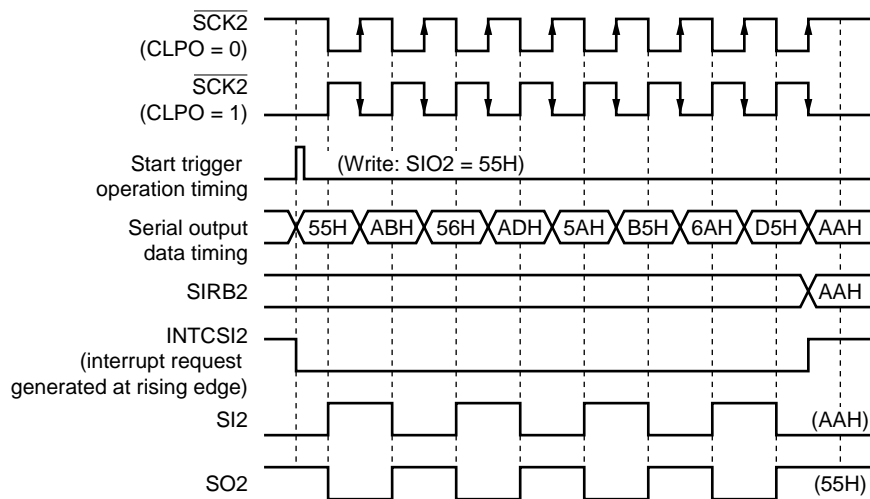 SCK2
(CLPO = 0)
SCK2
(CLPO = 1)
Start trigger
operation timing
(Write: SIO2 = 55H)
Serial output
data timing
55H ABH 56H ADH 5AH B5H 6AH D5H AAH
SIRB2
AAH
INTCSI2
(interrupt request
generated at rising edge)
SI2
(AAH)
SO2
(55H)